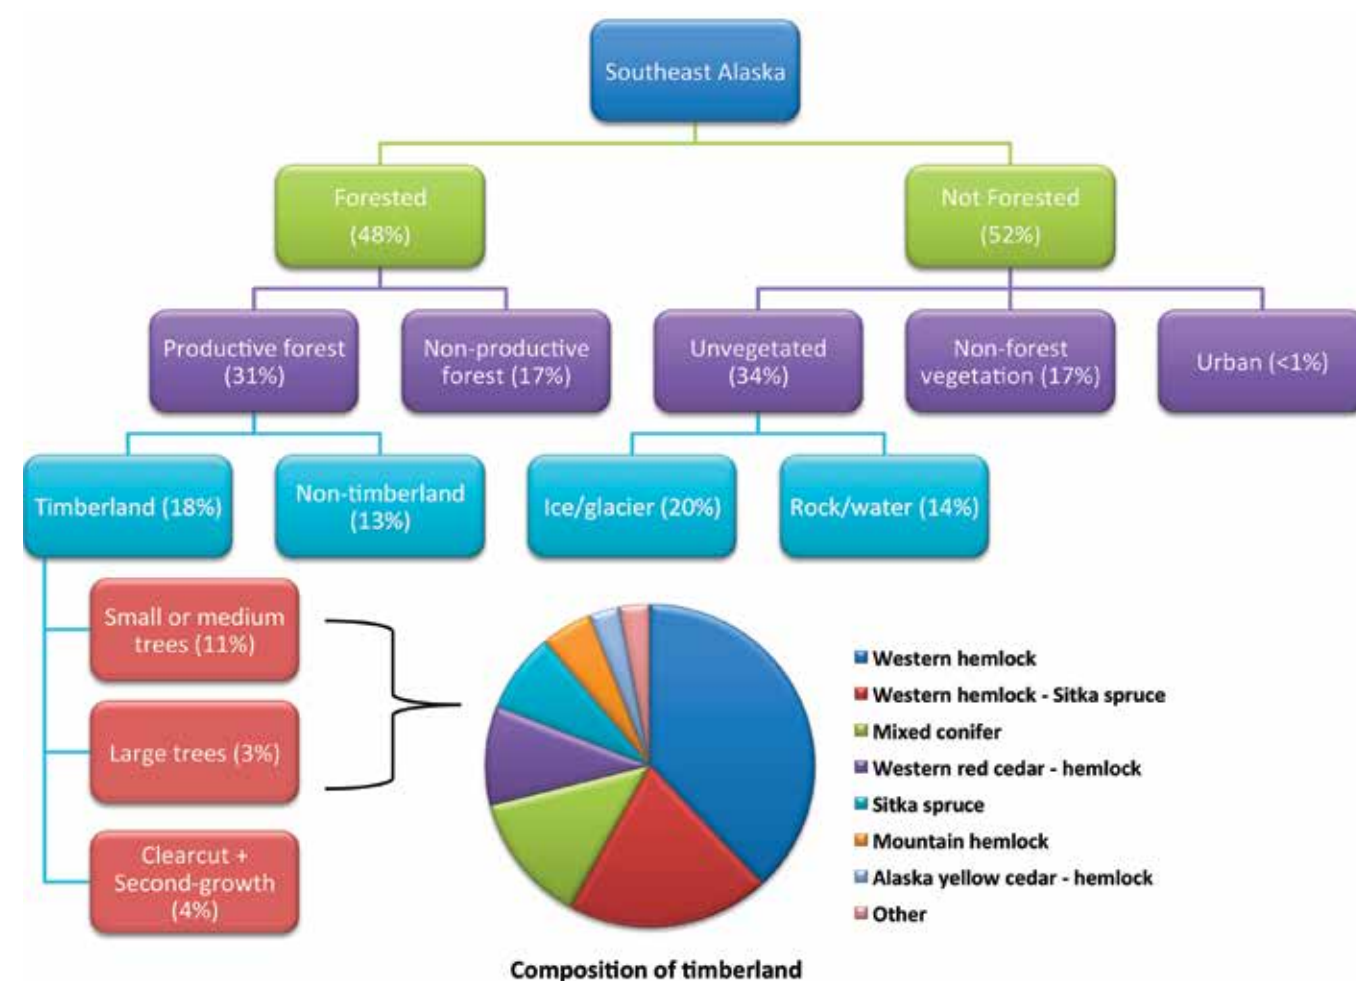 Southeast Alaska
Forested
(48%)
Not Forested
(52%)
Productive forest
(31%)
Non-productive
forest (17%)
Unvegetated
(34%)
Non-forest
vegetation (17%)
Urban (<1%)
Timberland (18%)
Non-timberland
(13%)
Ice/glacier (20%)
Rock/water (14%)
Small or medium
trees (11%)
Large trees (3%)
Clearcut +
Second-growth
(4%)
Western hemlock
Western hemlock - Sitka spruce
Mixed conifer
Western red cedar - hemlock
Sitka spruce
Mountain hemlock
Alaska yellow cedar - hemlock
Other
Composition of timberland